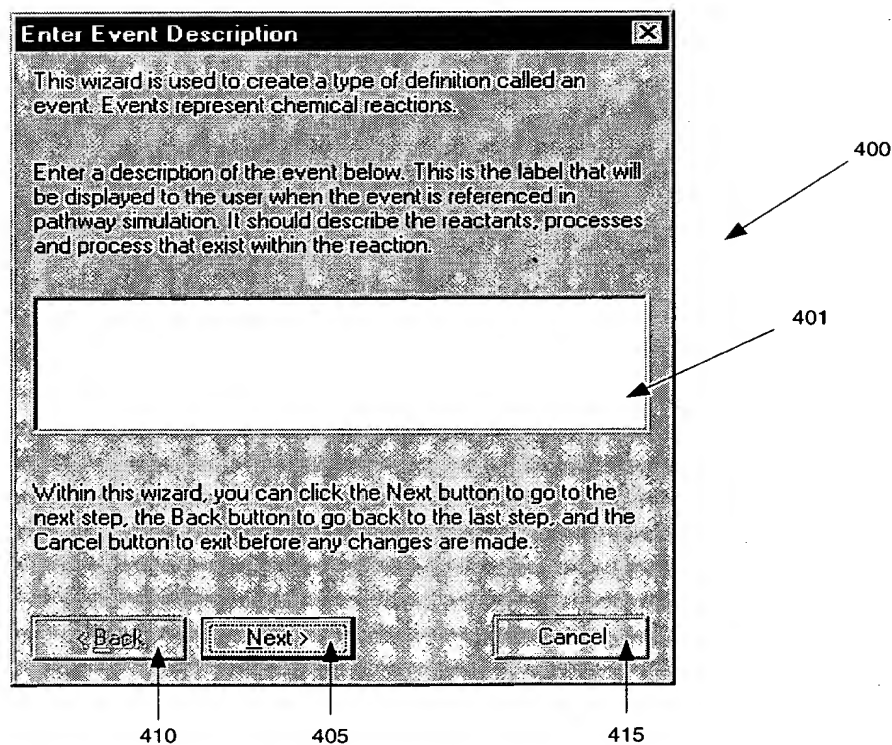 Enter Event Description
This wizard is used to create a type of definition called an
event. Events represent chemical reactions.
400
Enter a description of the event below. This is the label that will
be displayed to the user when the event is referenced in
pathway simulation. It should describe the reactants, processes
and process that exist within the reaction.
401
Within this wizard, you can click the Next button to go to the
next step, the Back button to go back to the last step, and the
Cancel button to exit before any changes are made.
< Back Next > Cancel
410 405 415